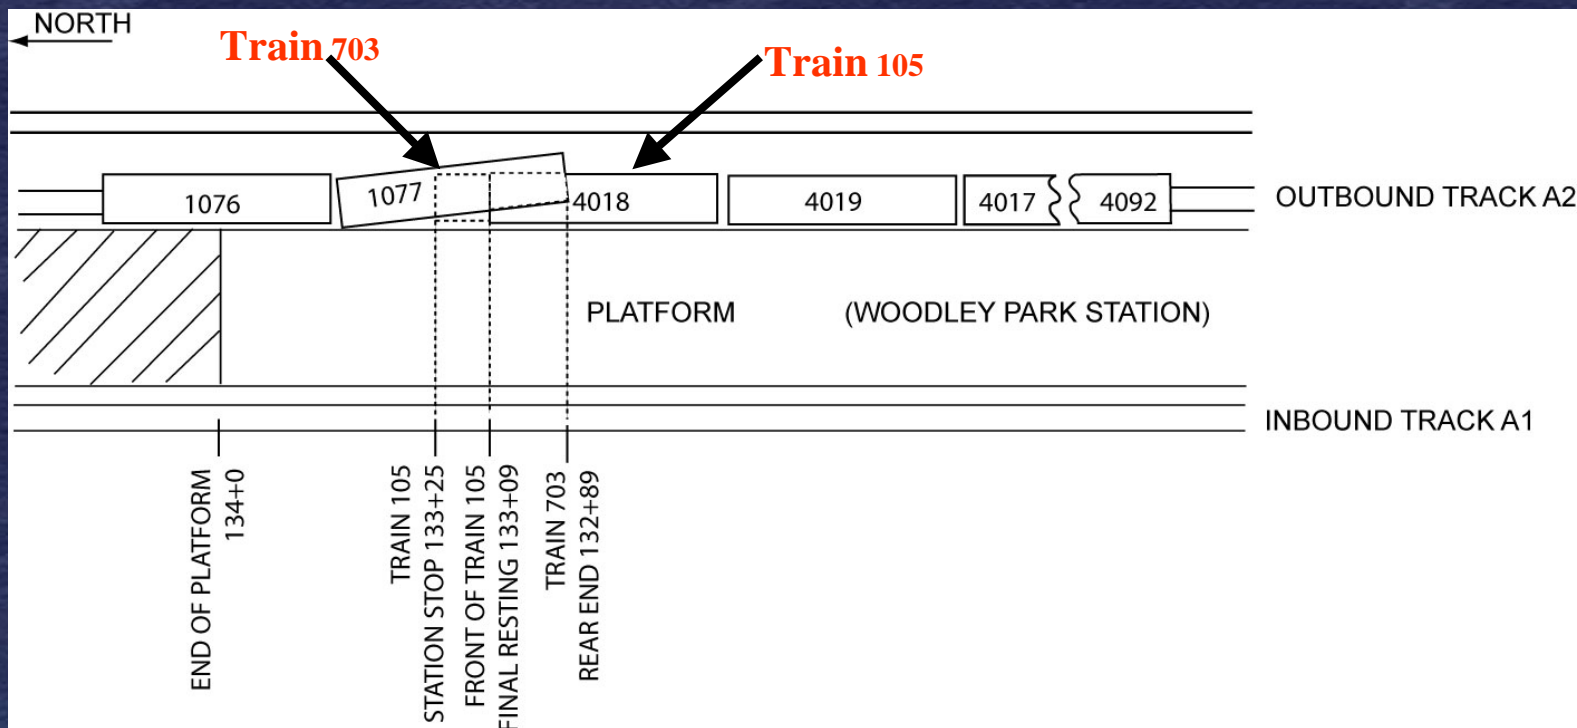 NORTH
Train 703
Train 105
1076
1077
4018
4019
4017
4092
OUTBOUND TRACK A2
PLATFORM
(WOODLEY PARK STATION)
INBOUND TRACK A1
END OF PLATFORM
134+0
TRAIN 105
STATION STOP 133+25
FRONT OF TRAIN 105
FINAL RESTING 133+09
TRAIN 703
REAR END 132+89